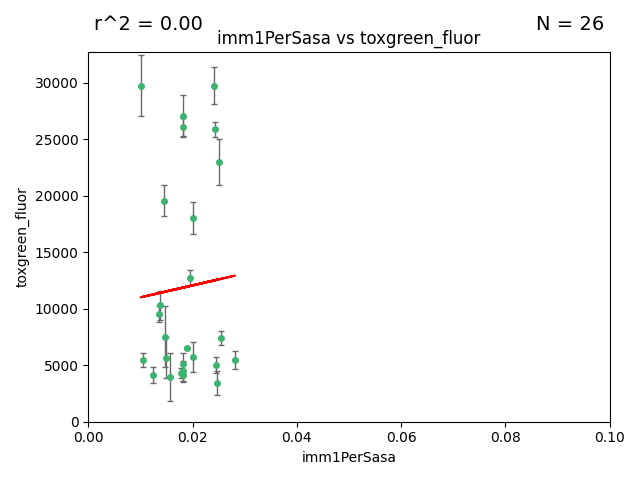 r^2 = 0.00
N = 26
imm1PerSasa vs toxgreen_fluor
toxgreen_fluor
30000
25000
20000
15000
10000
5000
0
0.00 0.02 0.04 0.06 0.08 0.10
imm1PerSasa